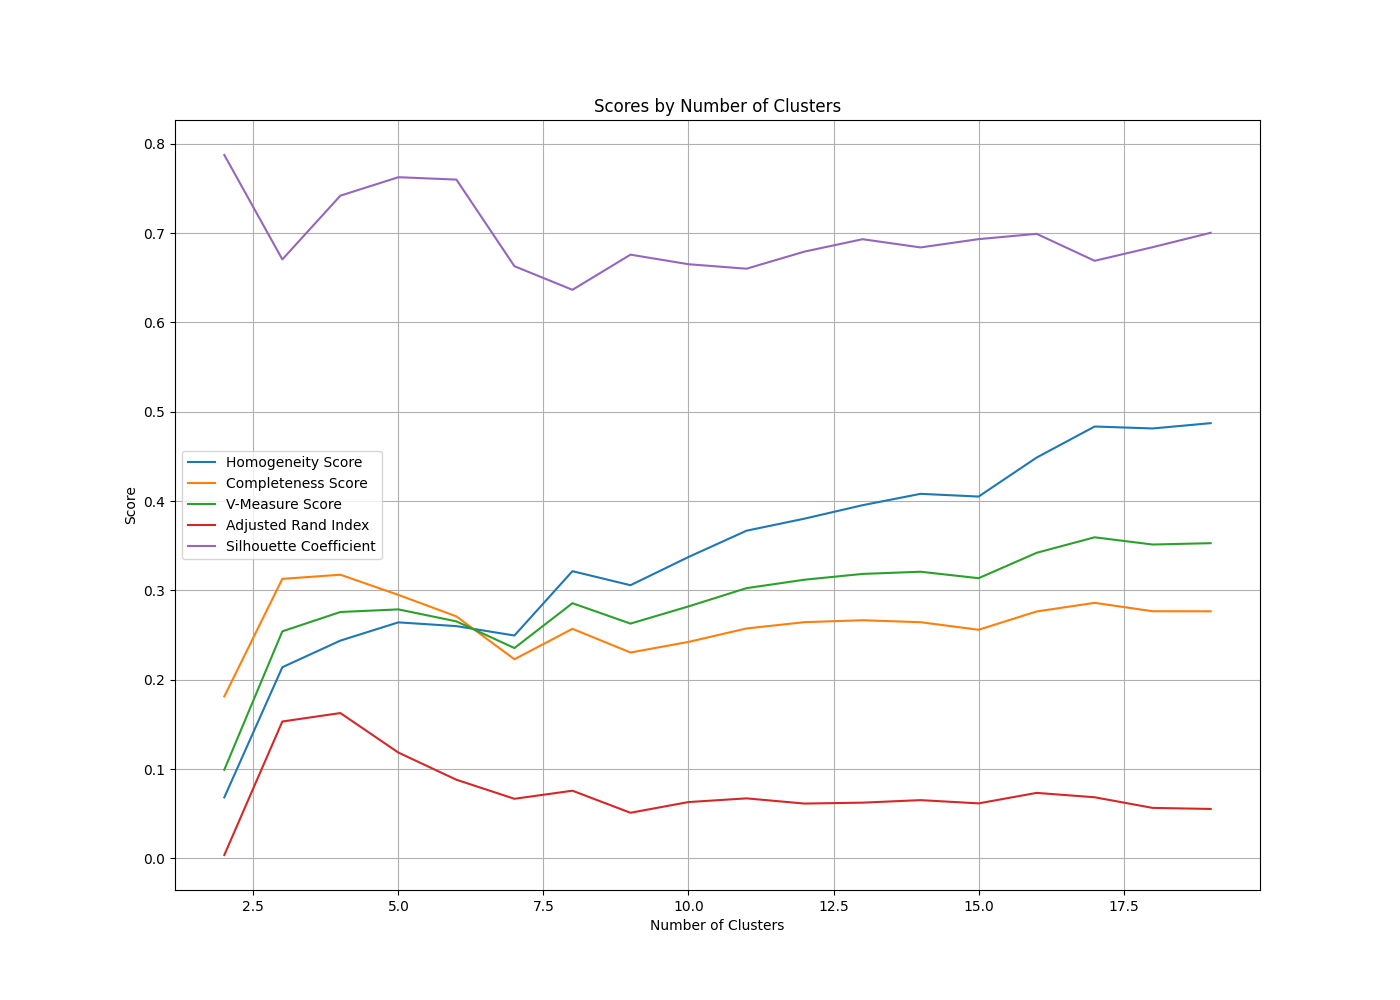 Scores by Number of Clusters
0.8
0.7
0.6
0.5
0.4
0.3
0.2
0.1
0.0
Score
Homogeneity Score
Completeness Score
V-Measure Score
Adjusted Rand Index
Silhouette Coefficient
2.5 5.0 7.5 10.0 12.5 15.0 17.5
Number of Clusters